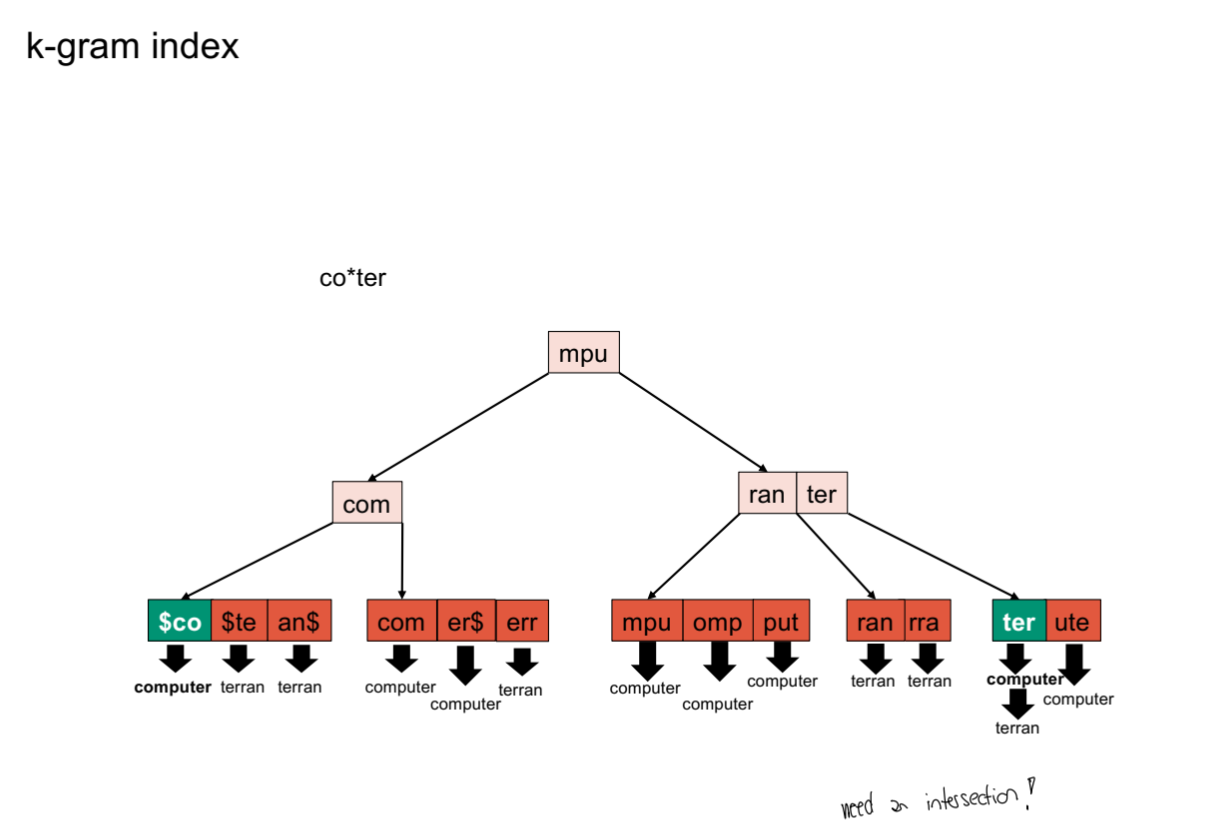 k-gram index
co*ter
mpu
com
ran ter
$co $te an$ com er$ err mpu omp put ran rra ter ute
computer terran terran computer computer terran computer computer computer terran terran computer computer
terran
need an intersection!